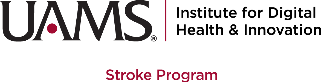 UAMS® Institute for Digital
Health & Innovation
Stroke Program